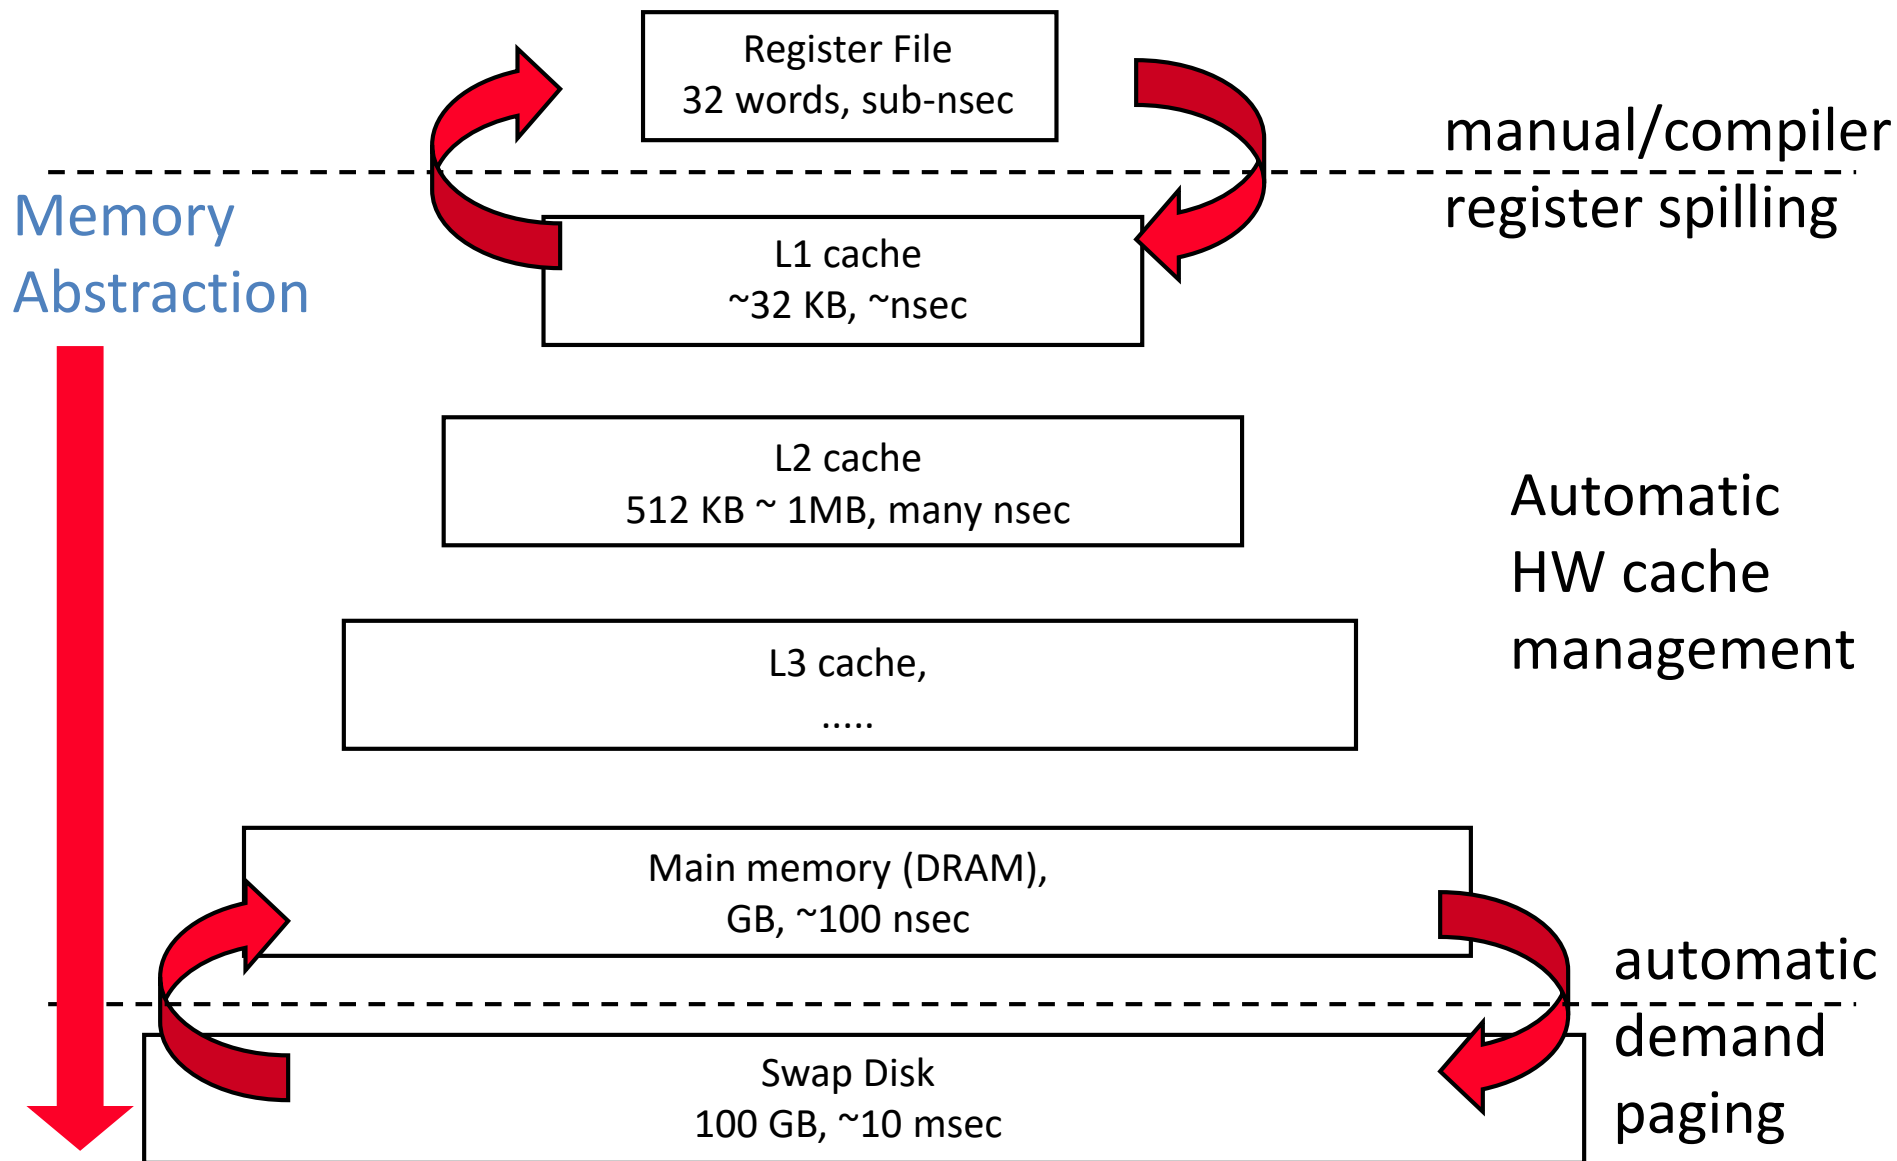 Register File
32 words, sub-nsec
manual/compiler
register spilling
Memory
Abstraction
L1 cache
~32 KB, ~nsec
L2 cache
512 KB ~ 1MB, many nsec
Automatic
HW cache
management
L3 cache,
.....
Main memory (DRAM),
GB, ~100 nsec
automatic
demand
paging
Swap Disk
100 GB, ~10 msec